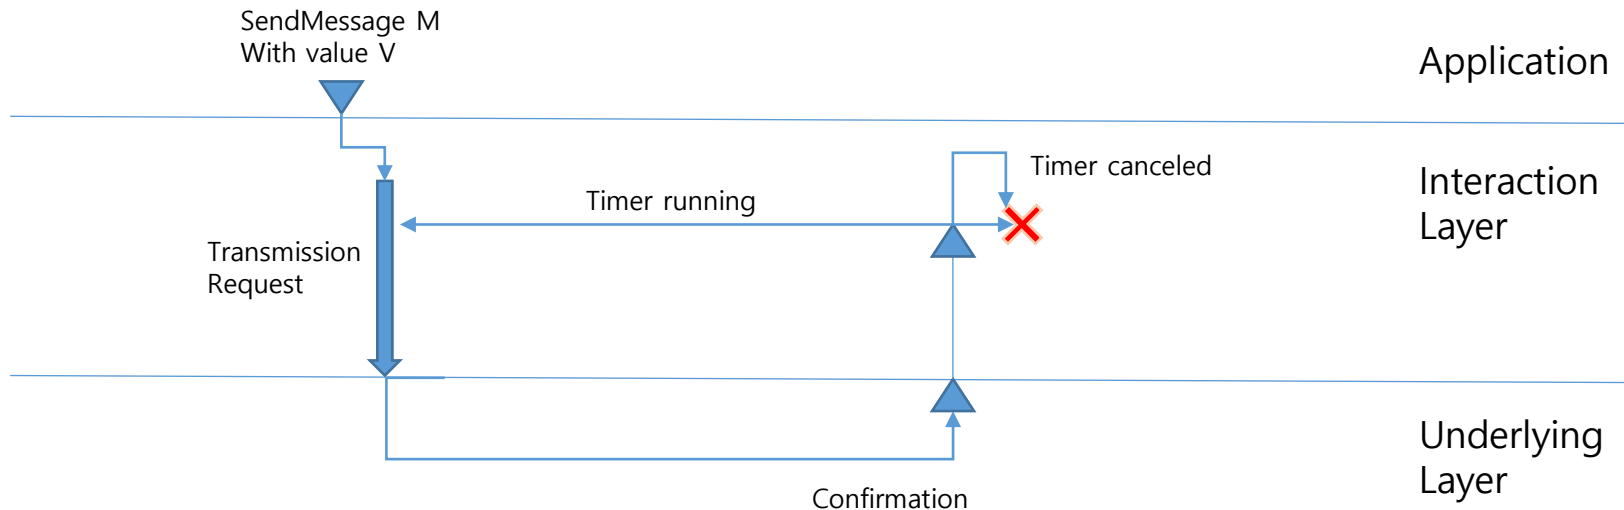 SendMessage M
With value V
Application
Timer canceled
Interaction
Layer
Timer running
Transmission
Request
Underlying
Layer
Confirmation